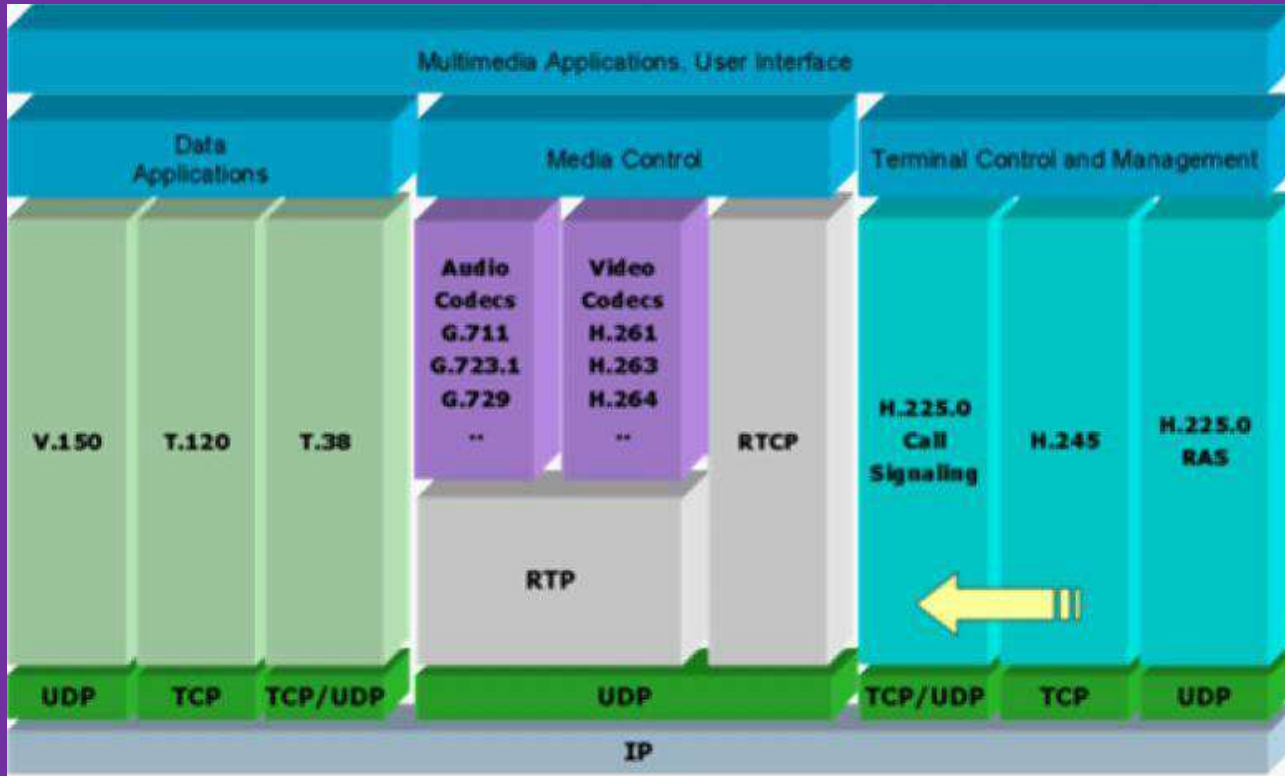 Multimedia Applications, User Interface
Data
Applications
Media Control
Terminal Control and Management
V.150
T.120
T.38
Audio
Codecs
G.711
G.723.1
G.729
..
Video
Codecs
H.261
H.263
H.264
..
RTP
RTCP
H.225.0
Call
Signaling
H.245
H.225.0
RAS
UDP
TCP
TCP/UDP
UDP
TCP/UDP
TCP
UDP
IP